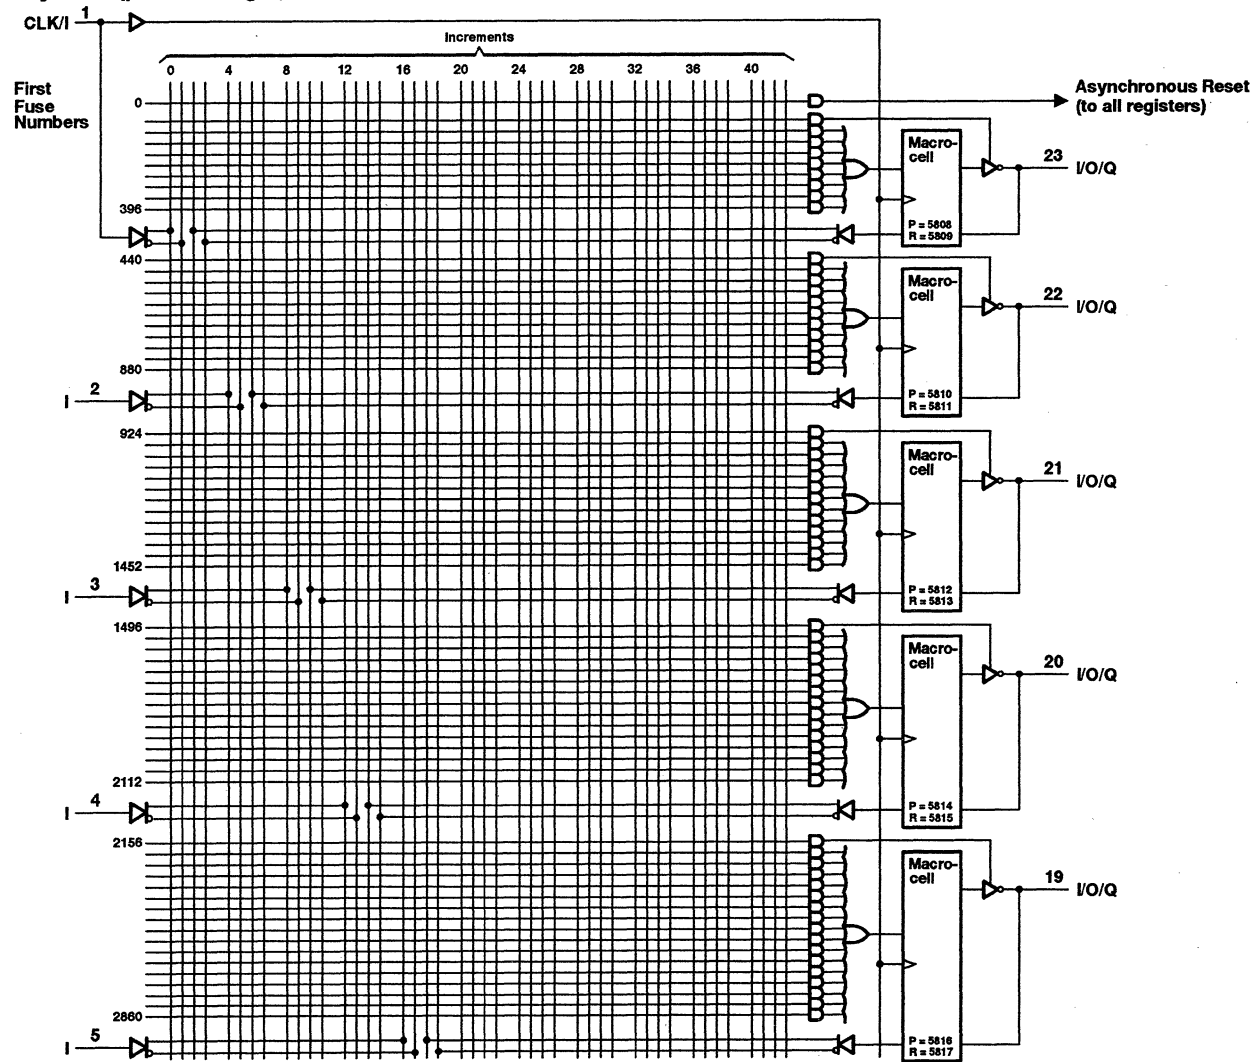 CLK/I 1
Increments
0 4 8 12 16 20 24 28 32 36 40
First
Fuse
Numbers
0
Asynchronous Reset
(to all registers)
Macro-
cell
23 I/O/Q
396
P = 5808
R = 5809
440
Macro-
cell
22 I/O/Q
880
I 2
P = 5810
R = 5811
924
Macro-
cell
21 I/O/Q
1452
I 3
P = 5812
R = 5813
1496
Macro-
cell
20 I/O/Q
2112
I 4
P = 5814
R = 5815
2156
Macro-
cell
19 I/O/Q
2860
I 5
P = 5816
R = 5817